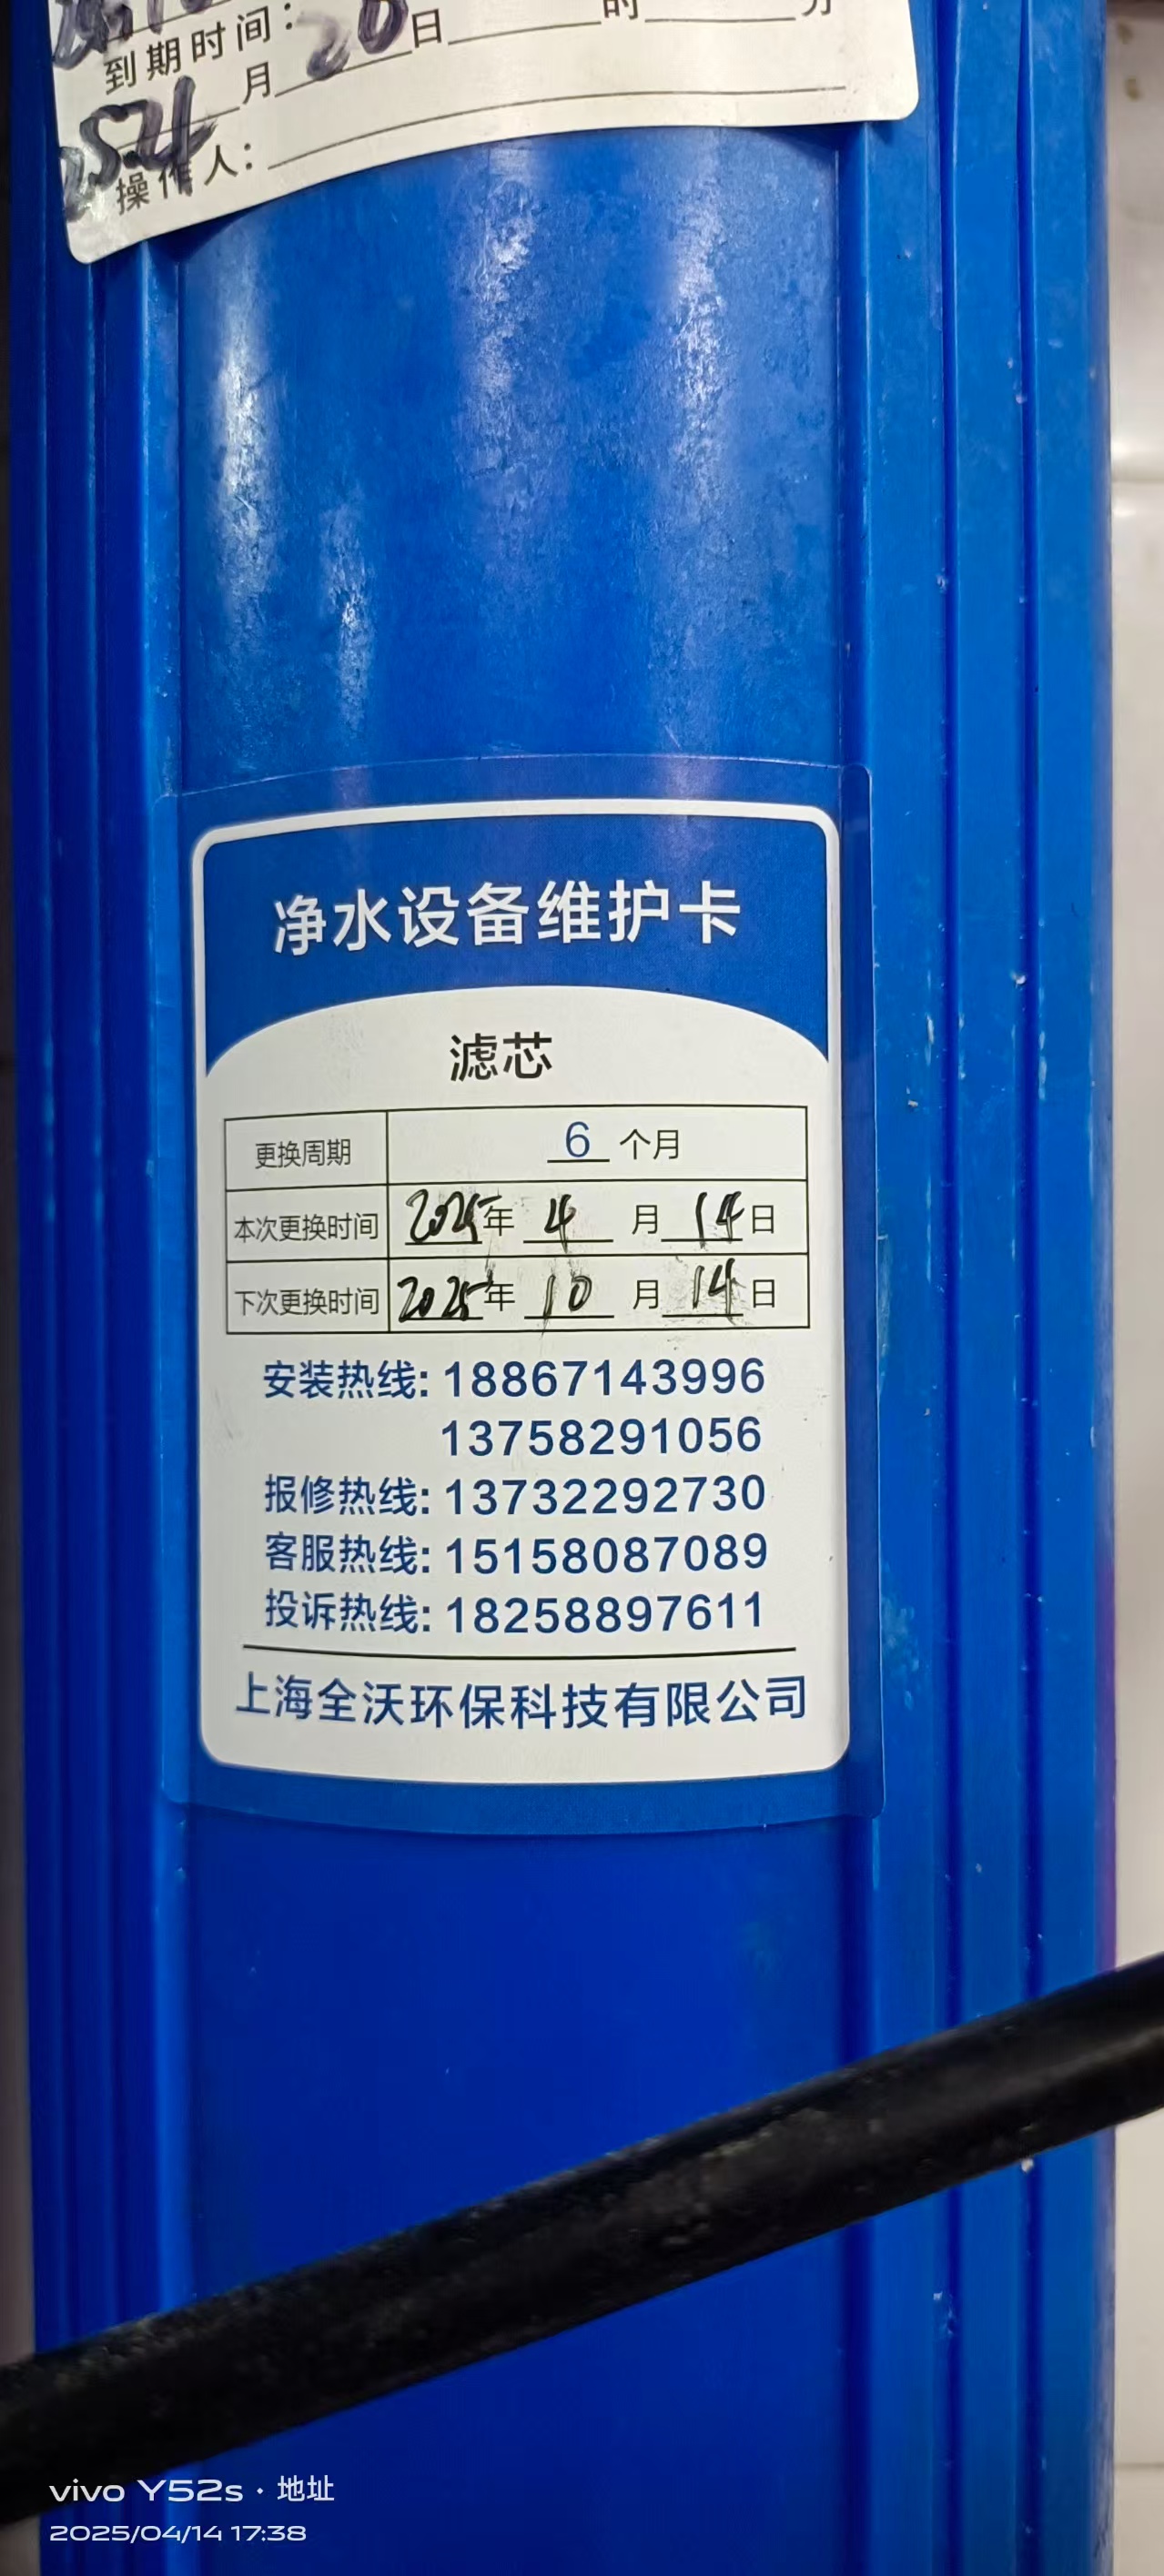 到期时间：
月 28 日 时 分
操作人：
净水设备维护卡
滤芯
更换周期 6 个月
本次更换时间 2025年 4 月 14 日
下次更换时间 2025年 10 月 14 日
安装热线: 18867143996
13758291056
报修热线: 13732292730
客服热线: 15158087089
投诉热线: 18258897611
上海全沃环保科技有限公司
vivo Y52s · 地址
2025/04/14 17:38